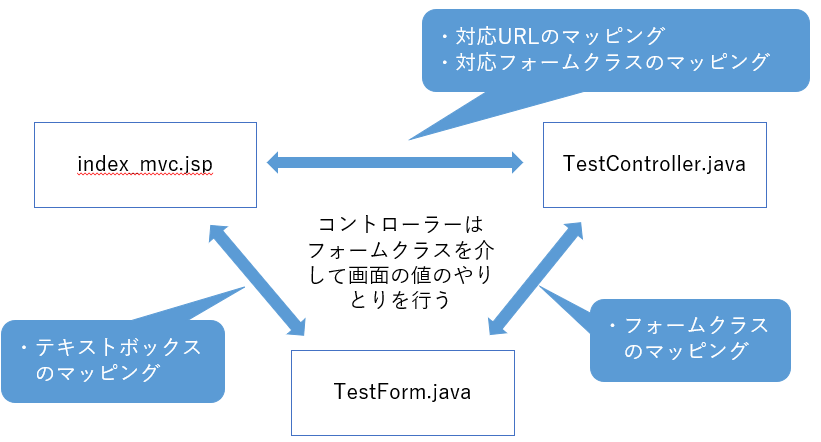 ・対応URLのマッピング
・対応フォームクラスのマッピング
index_mvc.jsp
TestController.java
コントローラーは
フォームクラスを介
して画面の値のやり
とりを行う
・テキストボックス
のマッピング
・フォームクラス
のマッピング
TestForm.java